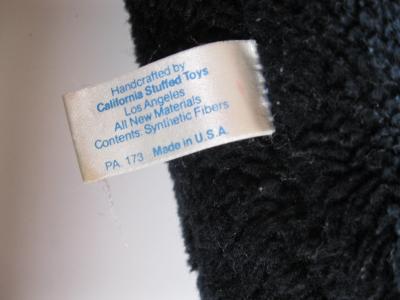 Handcrafted by
California Stuffed Toys
Los Angeles
All New Materials
Contents: Synthetic Fibers
PA. 173 Made in U.S.A.